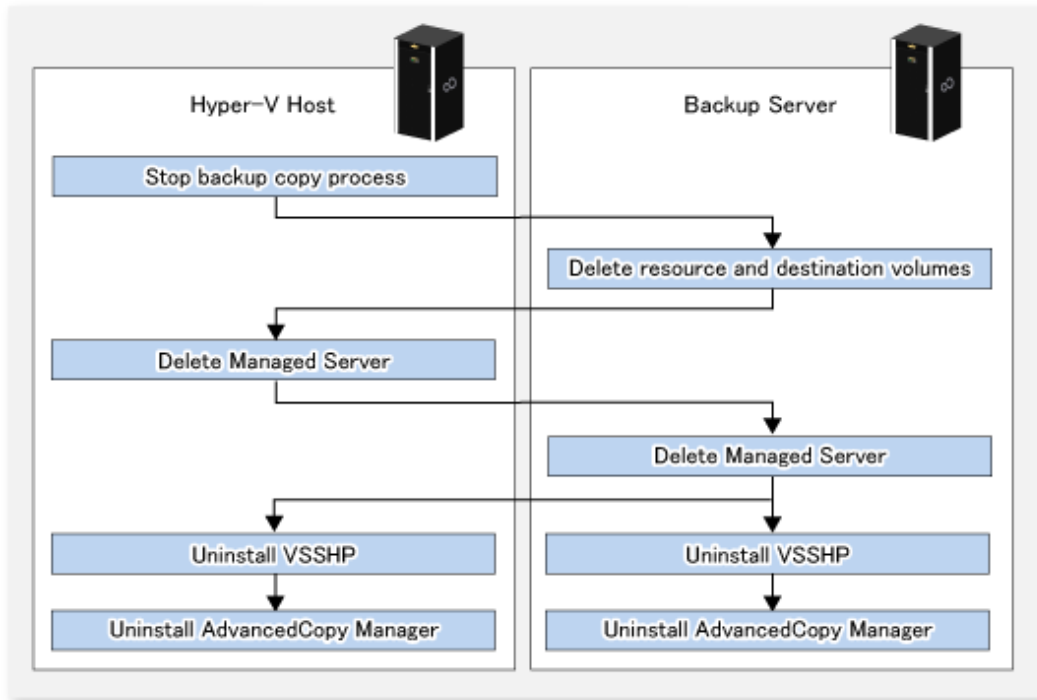 Hyper-V Host
Backup Server
Stop backup copy process
Delete resource and destination volumes
Delete Managed Server
Delete Managed Server
Uninstall VSSHP
Uninstall VSSHP
Uninstall AdvancedCopy Manager
Uninstall AdvancedCopy Manager